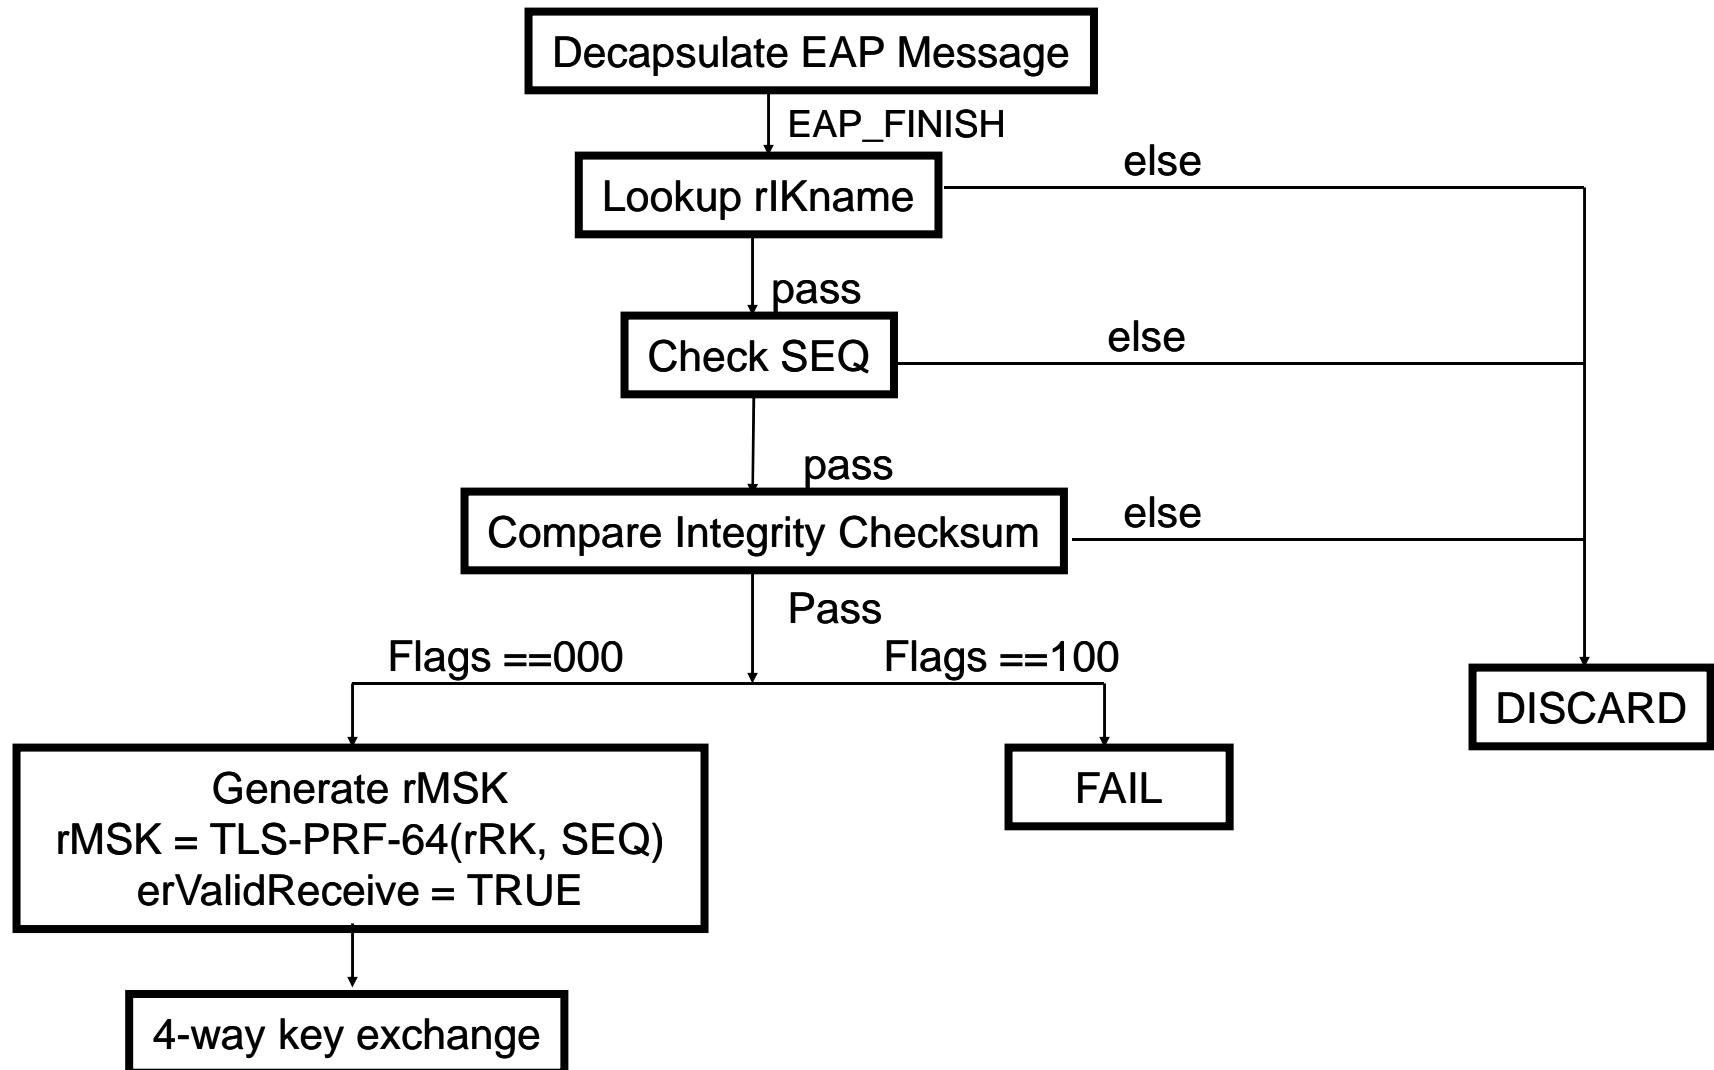 Decapsulate EAP Message
EAP_FINISH
else
Lookup rIKname
pass
else
Check SEQ
pass
else
Compare Integrity Checksum
Pass
Flags ==000
Flags ==100
DISCARD
Generate rMSK
FAIL
rMSK = TLS-PRF-64(rRK, SEQ)
erValidReceive = TRUE
4-way key exchange